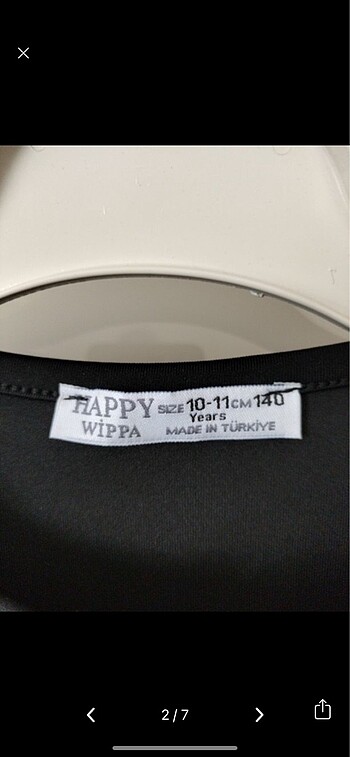 HAPPY SIZE 10-11 CM 140
Years
WİPPA MADE IN TÜRKİYE
2/7